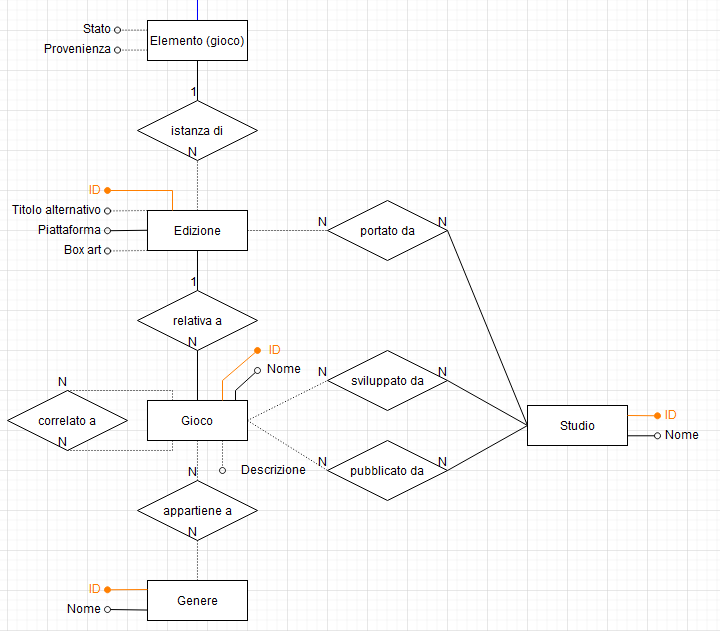 Stato
Elemento (gioco)
Provenienza
1
istanza di
N
ID
Titolo alternativo
Piattaforma
Edizione
Box art
N
portato da
N
1
relativa a
N
ID
Nome
N
correlato a
N
Gioco
N
sviluppato da
N
Studio
ID
Nome
N
pubblicato da
N
Descrizione
N
appartiene a
N
ID
Nome
Genere